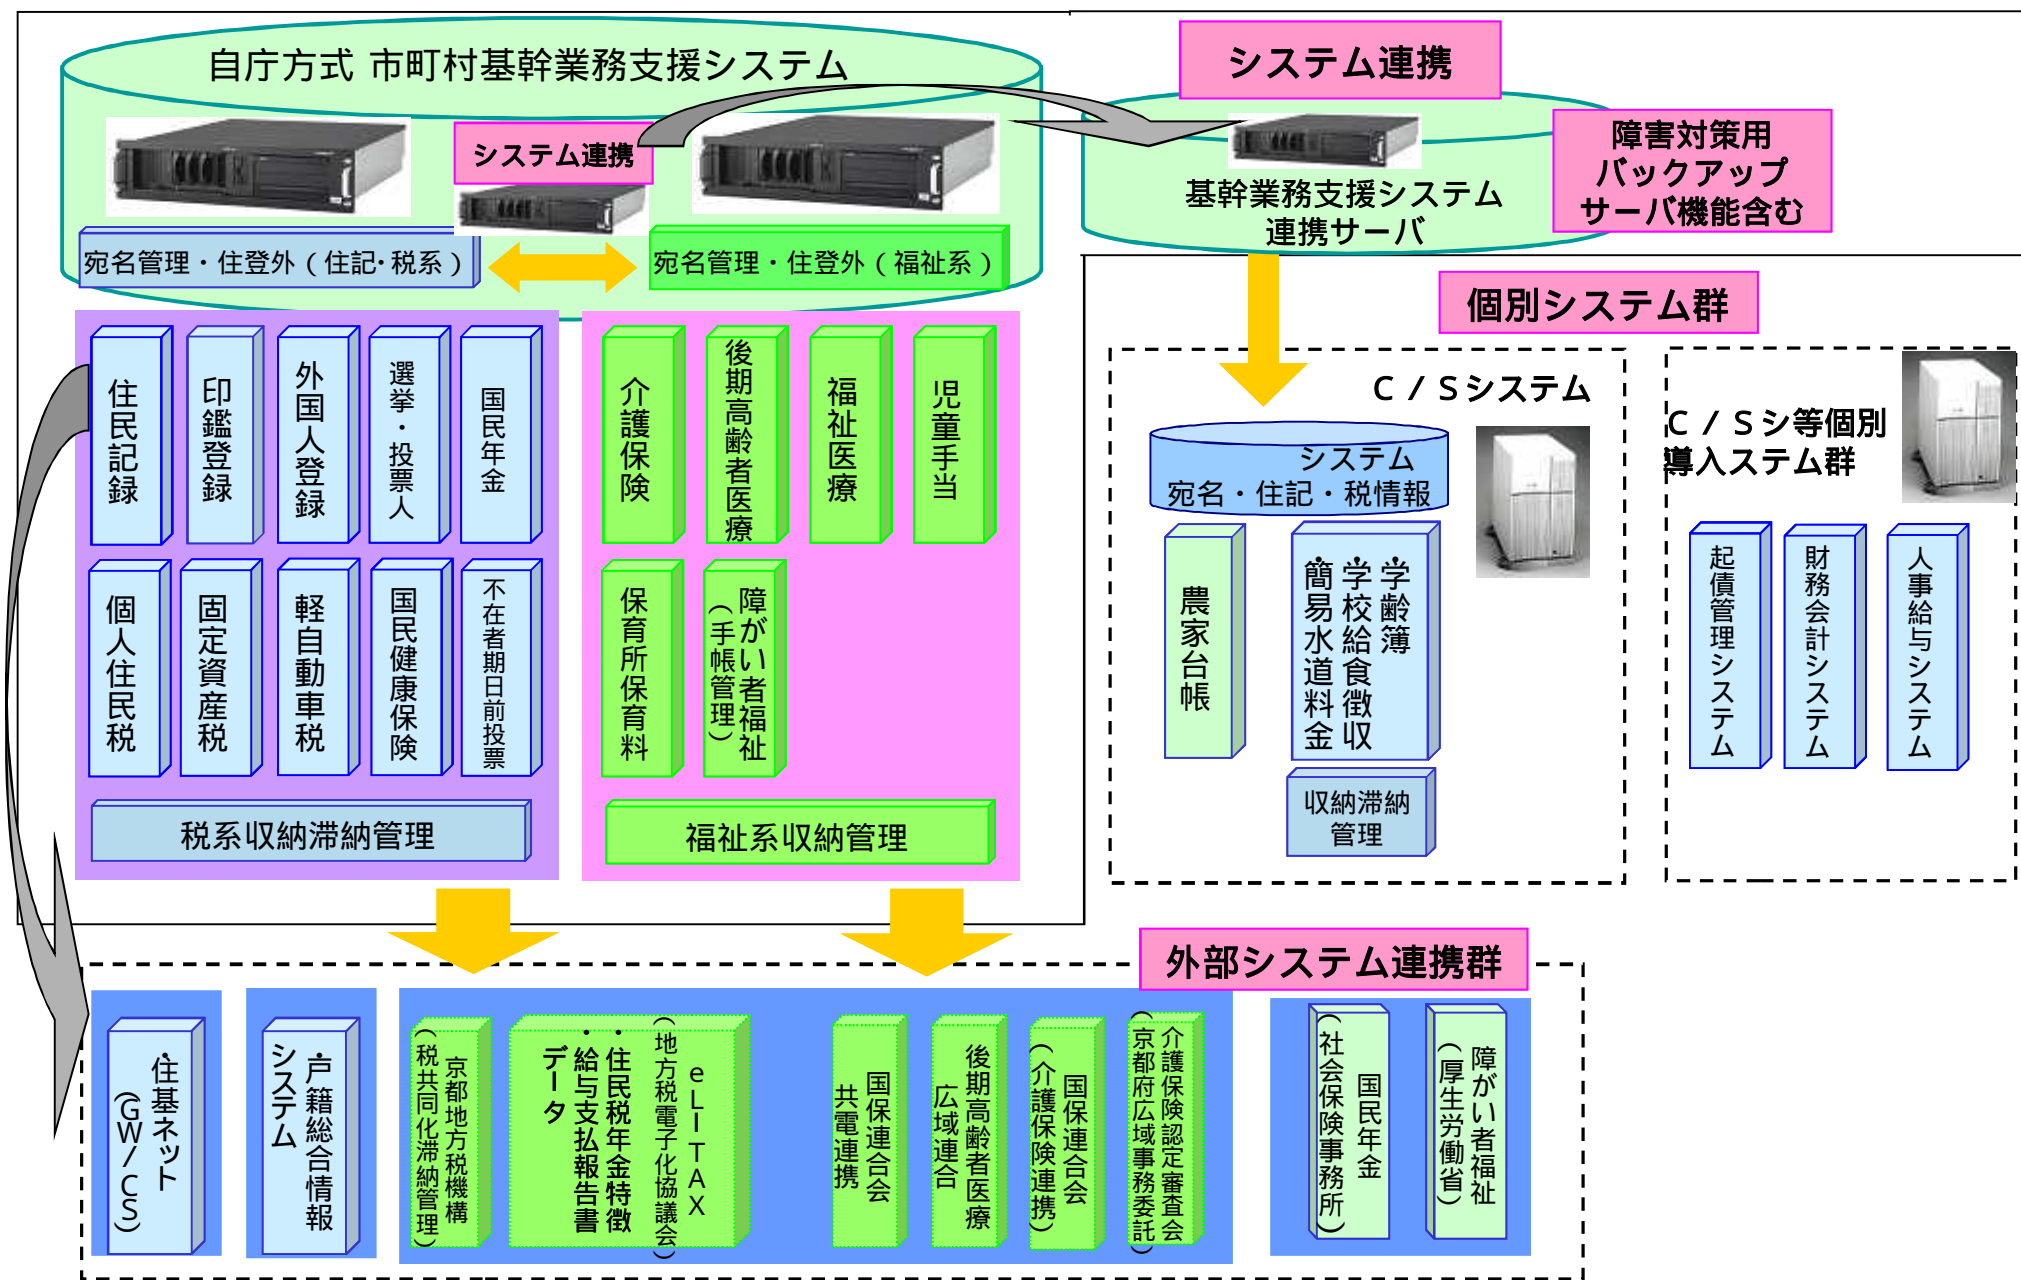 自庁方式 市町村基幹業務支援システム
システム連携
宛名管理・住登外（住記・税系）
宛名管理・住登外（福祉系）
システム連携
障害対策用
バックアップ
サーバ機能含む
基幹業務支援システム
連携サーバ
個別システム群
住民記録
印鑑登録
外国人登録
選挙・投票人
国民年金
個人住民税
固定資産税
軽自動車税
国民健康保険
不在者期日前投票
税系収納滞納管理
介護保険
後期高齢者医療
福祉医療
児童手当
保育所保育料
障がい者福祉
（手帳管理）
福祉系収納管理
Ｃ／Ｓシステム
システム
宛名・住記・税情報
農家台帳
・学齢簿
・学校給食徴収
・簡易水道料金
収納滞納
管理
Ｃ／Ｓシ等個別
導入ステム群
起債管理システム
財務会計システム
人事給与システム
外部システム連携群
・住基ネット
（GW/CS）
・戸籍総合情報
システム
京都地方税機構
（税共同化滞納管理）
eLTAX
（地方税電子化協議会）
・住民税年金特徴
・給与支払報告書
データ
国保連合会
共電連携
後期高齢者医療
広域連合
国保連合会
（介護保険連携）
介護保険認定審査会
（京都府広域事務委託）
国民年金
（社会保険事務所）
障がい者福祉
（厚生労働省）